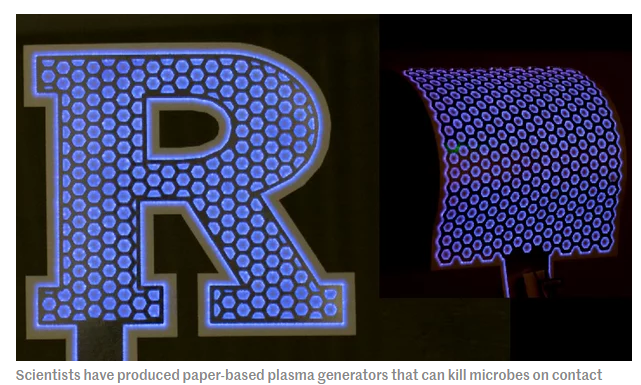 R
Scientists have produced paper-based plasma generators that can kill microbes on contact